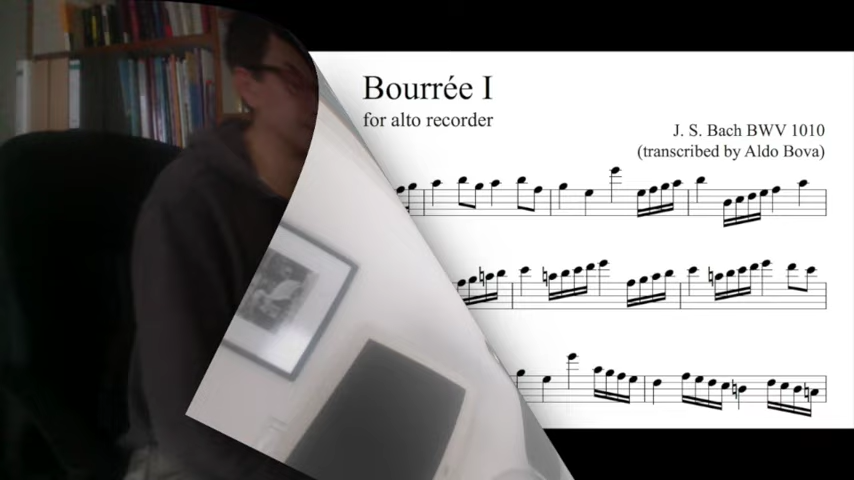 Bourrée I
for alto recorder
J. S. Bach BWV 1010
(transcribed by Aldo Bova)